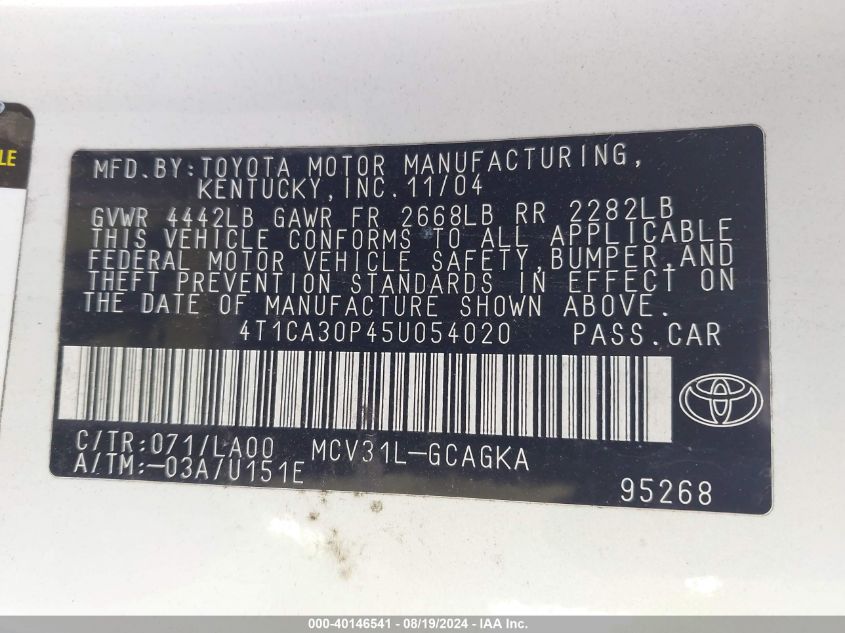 LE
MFD.BY:TOYOTA MOTOR MANUFACTURING,
KENTUCKY,INC.11/04
GVWR 4442LB GAWR FR 2668LB RR 2282LB
THIS VEHICLE CONFORMS TO ALL APPLICABLE
FEDERAL MOTOR VEHICLE SAFETY,BUMPER,AND
THEFT PREVENTION STANDARDS IN EFFECT ON
THE DATE OF MANUFACTURE SHOWN ABOVE.
4T1CA30P45U054020 PASS.CAR
C/TR:071/LA00 MCV31L-GCAGKA
A/TM:-03A/U151E
95268
000-40146541 - 08/19/2024 - IAA Inc.